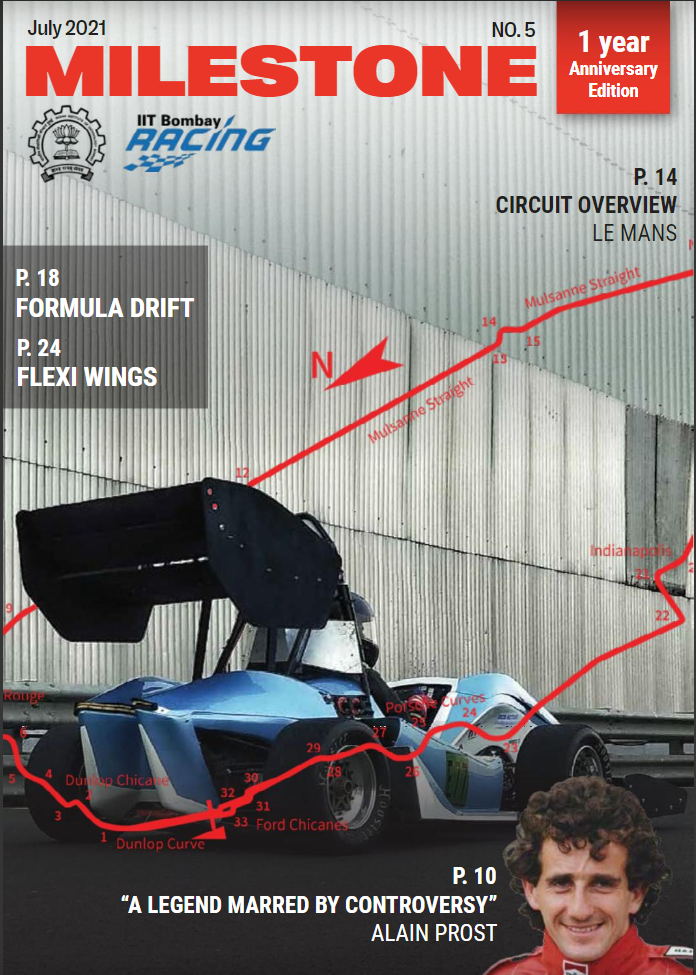 July 2021
NO. 5
MILESTONE
1 year
Anniversary
Edition
IIT Bombay
RACING
P. 14
CIRCUIT OVERVIEW
LE MANS
P. 18
FORMULA DRIFT
P. 24
FLEXI WINGS
Mulsanne Straight
14
15
13
N
Mulsanne Straight
12
Indianapolis
21
22
9
Rouge
6
5
4
Dunlop Chicane
2
3
1
Dunlop Curve
Porsche Curves
24
25
23
27
26
29
28
30
31
32
33
Ford Chicanes
P. 10
“A LEGEND MARRED BY CONTROVERSY”
ALAIN PROST